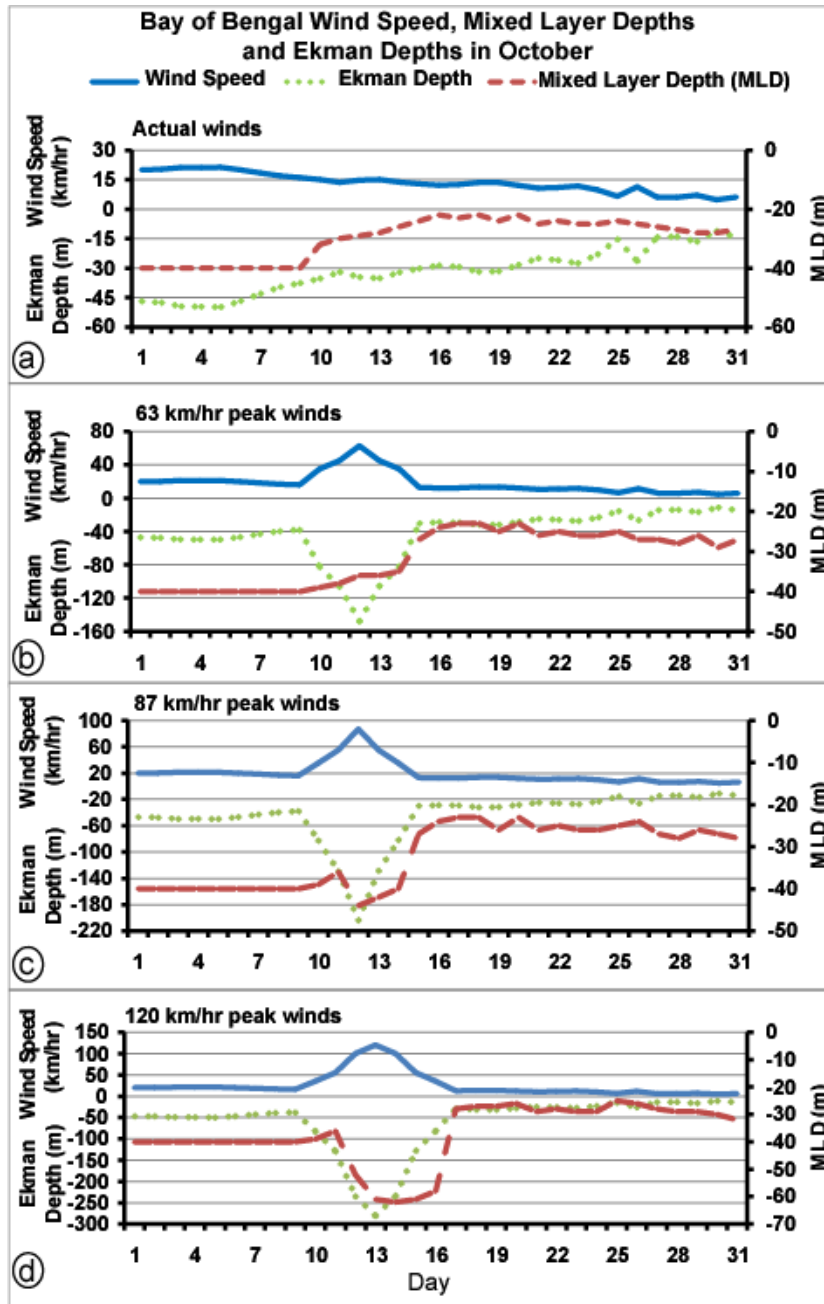 Bay of Bengal Wind Speed, Mixed Layer Depths
and Ekman Depths in October
Wind Speed Ekman Depth Mixed Layer Depth (MLD)
Actual winds
Wind Speed
(km/hr)
Ekman
Depth (m)
30
15
0
-15
-30
-45
-60
0
-20
-40
-60
MLD (m)
1 4 7 10 13 16 19 22 25 28 31
a
63 km/hr peak winds
Wind Speed
(km/hr)
Ekman
Depth (m)
80
40
0
-40
-80
-120
-160
0
-10
-20
-30
-40
-50
MLD (m)
1 4 7 10 13 16 19 22 25 28 31
b
87 km/hr peak winds
Wind Speed
(km/hr)
Ekman
Depth (m)
100
60
20
-20
-60
-100
-140
-180
-220
0
-10
-20
-30
-40
-50
MLD (m)
1 4 7 10 13 16 19 22 25 28 31
c
120 km/hr peak winds
Wind Speed
(km/hr)
Ekman
Depth (m)
150
100
50
0
-50
-100
-150
-200
-250
-300
0
-10
-20
-30
-40
-50
-60
-70
MLD (m)
1 4 7 10 13 16 19 22 25 28 31
d
Day